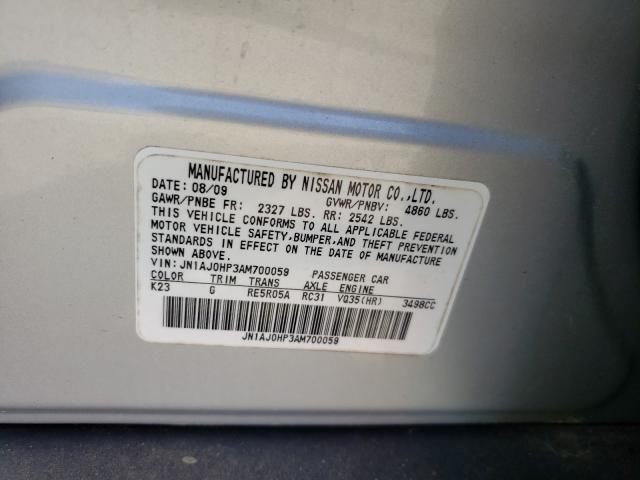 MANUFACTURED BY NISSAN MOTOR CO.,LTD.
DATE: 08/09 GVWR/PNBV: 4860 LBS.
GAWR/PNBE FR: 2327 LBS. RR: 2542 LBS.
THIS VEHICLE CONFORMS TO ALL APPLICABLE FEDERAL
MOTOR VEHICLE SAFETY,BUMPER,AND THEFT PREVENTION
STANDARDS IN EFFECT ON THE DATE OF MANUFACTURE
SHOWN ABOVE.
VIN: JN1AJ0HP3AM700059 PASSENGER CAR
COLOR TRIM TRANS AXLE ENGINE
K23 G RE5R05A RC31 VQ35(HR) 3498CC
JN1AJ0HP3AM700059